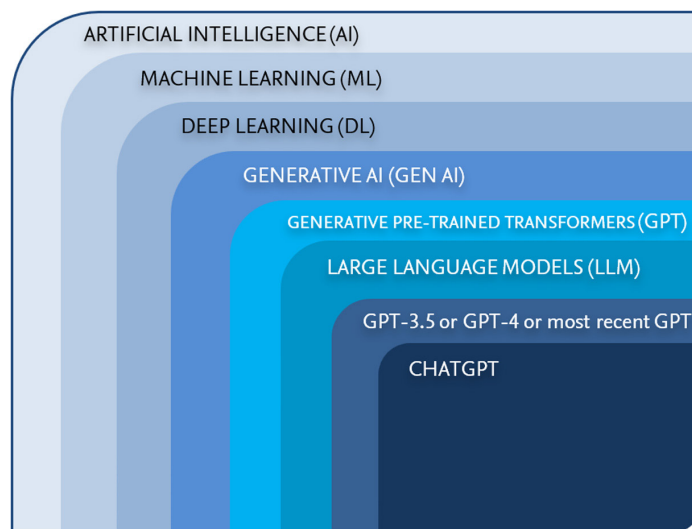 ARTIFICIAL INTELLIGENCE (AI)
MACHINE LEARNING (ML)
DEEP LEARNING (DL)
GENERATIVE AI (GEN AI)
GENERATIVE PRE-TRAINED TRANSFORMERS (GPT)
LARGE LANGUAGE MODELS (LLM)
GPT-3.5 or GPT-4 or most recent GPT
CHATGPT